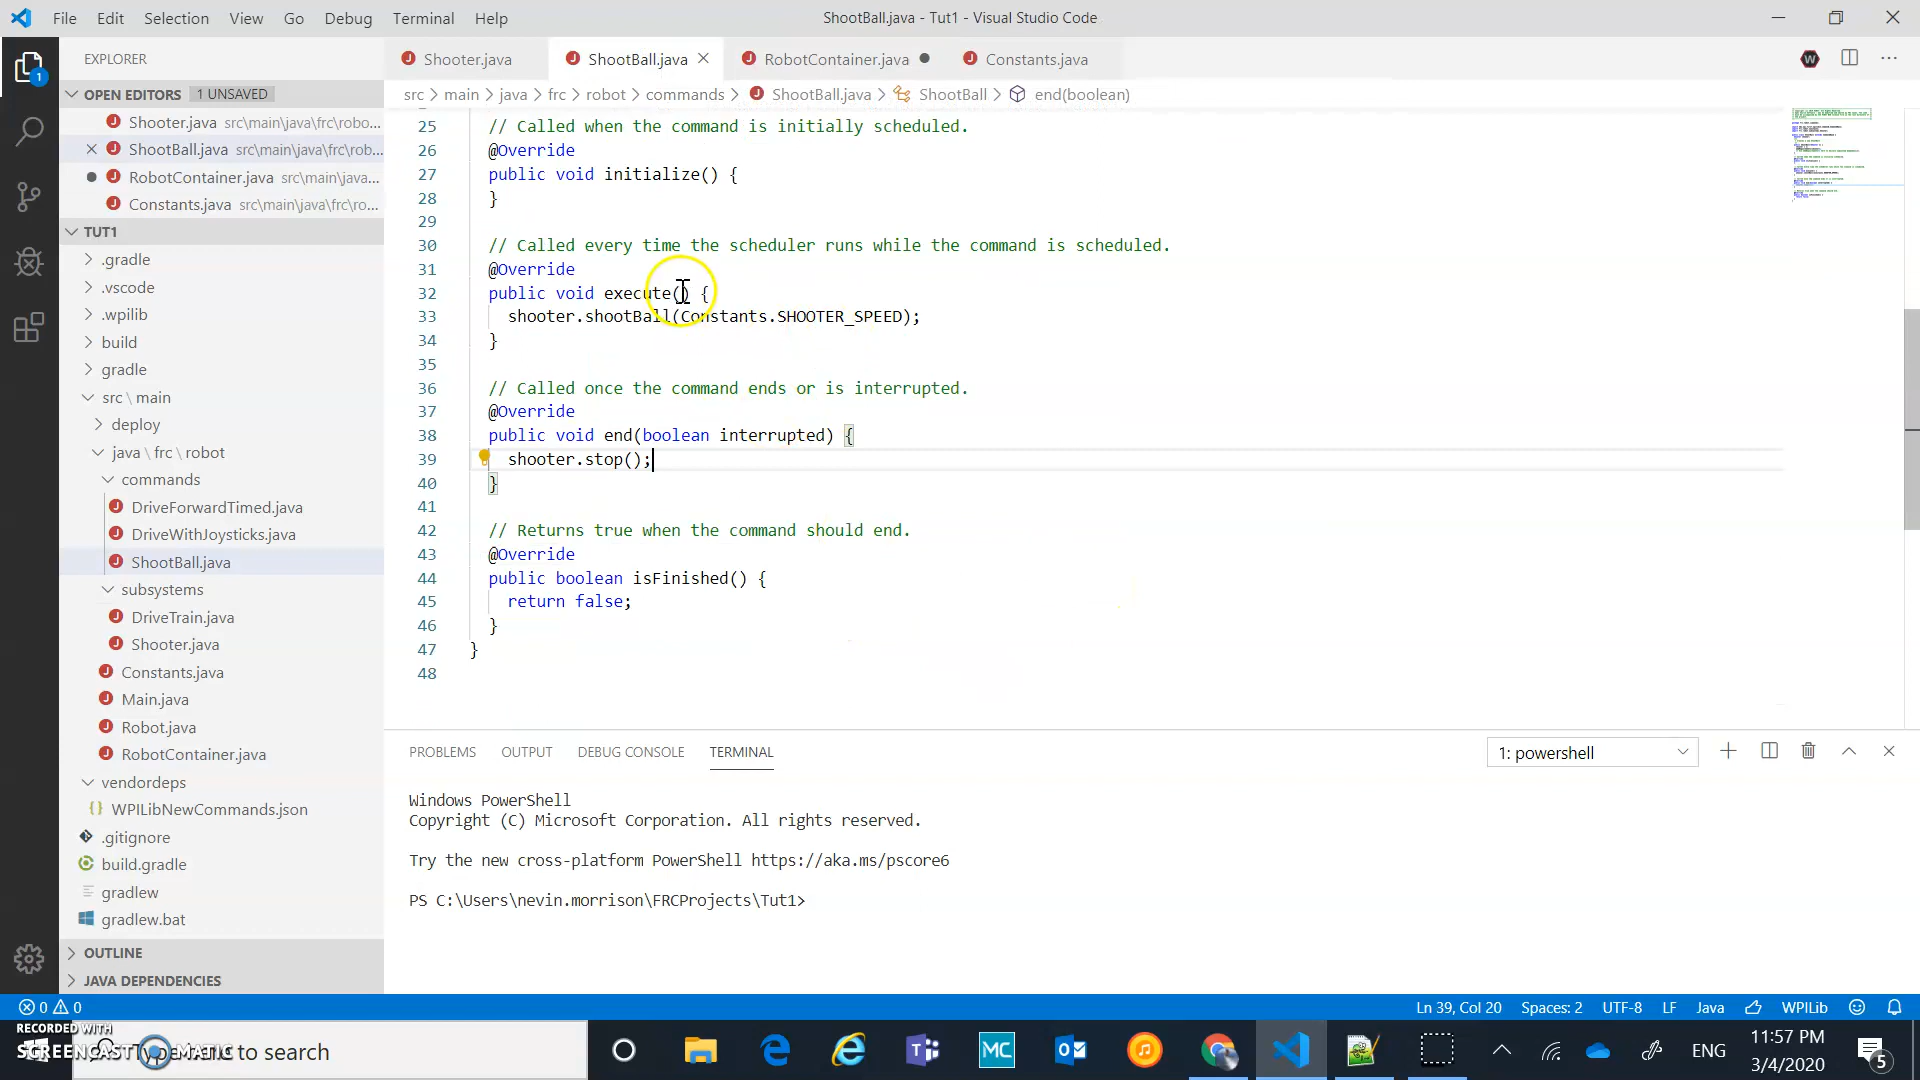 File Edit Selection View Go Debug Terminal Help
ShootBall.java - Tut1 - Visual Studio Code
EXPLORER
OPEN EDITORS 1 UNSAVED
Shooter.java src\main\java\frc\robo...
ShootBall.java src\main\java\frc\rob...
RobotContainer.java src\main\java...
Constants.java src\main\java\frc\ro...
TUT1
.gradle
.vscode
.wpilib
build
gradle
src \ main
deploy
java \ frc \ robot
commands
DriveForwardTimed.java
DriveWithJoysticks.java
ShootBall.java
subsystems
DriveTrain.java
Shooter.java
Constants.java
Main.java
Robot.java
RobotContainer.java
vendordeps
WPILibNewCommands.json
.gitignore
build.gradle
gradlew
gradlew.bat
OUTLINE
JAVA DEPENDENCIES
Shooter.java ShootBall.java RobotContainer.java Constants.java
src > main > java > frc > robot > commands > ShootBall.java > ShootBall > end(boolean)
25 // Called when the command is initially scheduled.
26 @Override
27 public void initialize() {
28 }
29
30 // Called every time the scheduler runs while the command is scheduled.
31 @Override
32 public void execute() {
33 shooter.shootBall(Constants.SHOOTER_SPEED);
34 }
35
36 // Called once the command ends or is interrupted.
37 @Override
38 public void end(boolean interrupted) {
39 shooter.stop();
40 }
41
42 // Returns true when the command should end.
43 @Override
44 public boolean isFinished() {
45 return false;
46 }
47 }
48
PROBLEMS OUTPUT DEBUG CONSOLE TERMINAL
1: powershell
Windows PowerShell
Copyright (C) Microsoft Corporation. All rights reserved.
Try the new cross-platform PowerShell https://aka.ms/pscore6
PS C:\Users\nevin.morrison\FRCProjects\Tut1>
0 0
Ln 39, Col 20 Spaces: 2 UTF-8 LF Java WPILib
RECORDED WITH
SCREENCAST MATIC
Type here to search
MC
ENG
11:57 PM
3/4/2020
5